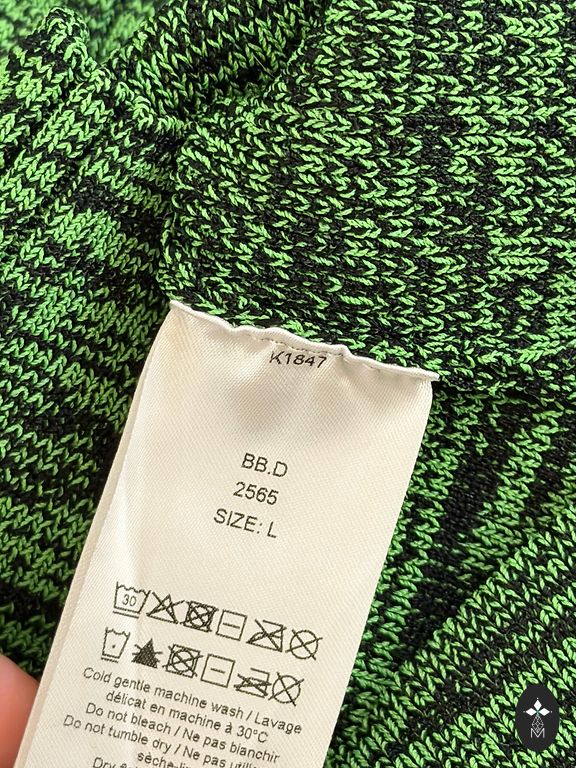 K1847
BB.D
2565
SIZE: L
30
Cold gentle machine wash / Lavage
délicat en machine à 30°C
Do not bleach / Ne pas blanchir
Do not tumble dry / Ne pas
sèche-
M